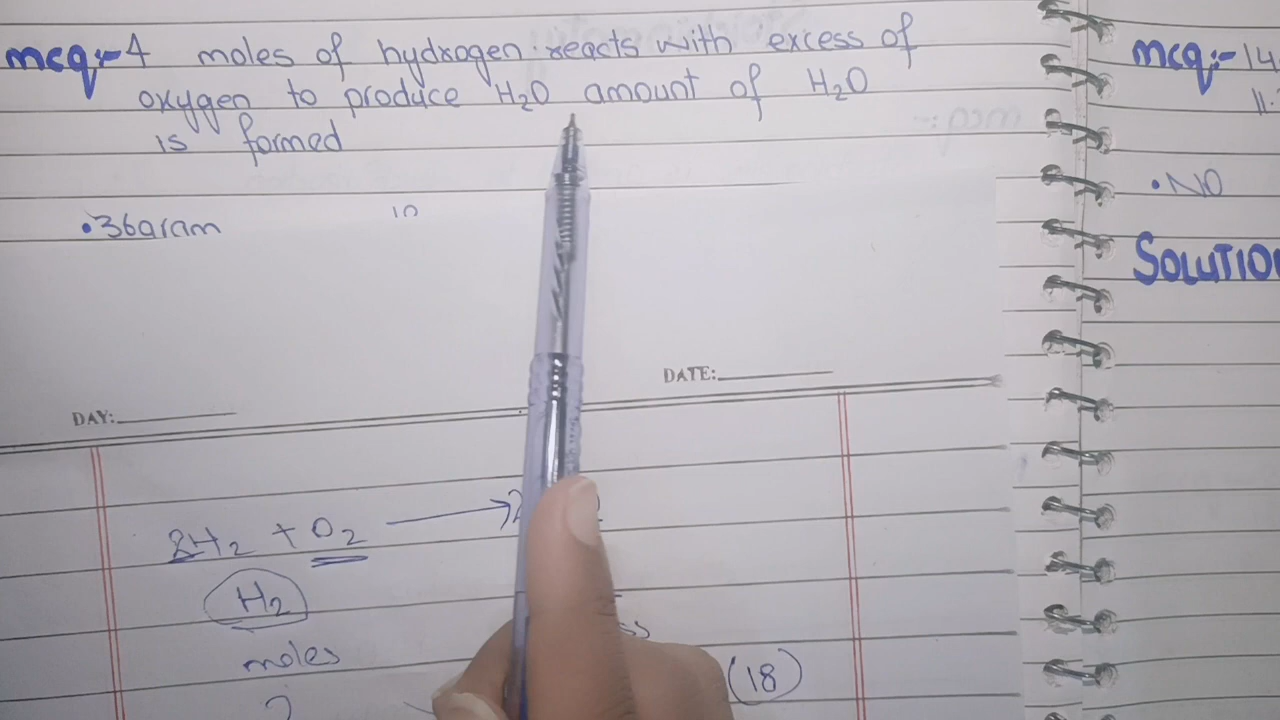 mcq:- 4 moles of hydrogen reacts with excess of
oxygen to produce H2O amount of H2O
is formed
•36gram
mcq:- 14
•NO
SOLUTIO
DATE:
DAY:
2H2 + O2 →
H2
moles
(18)